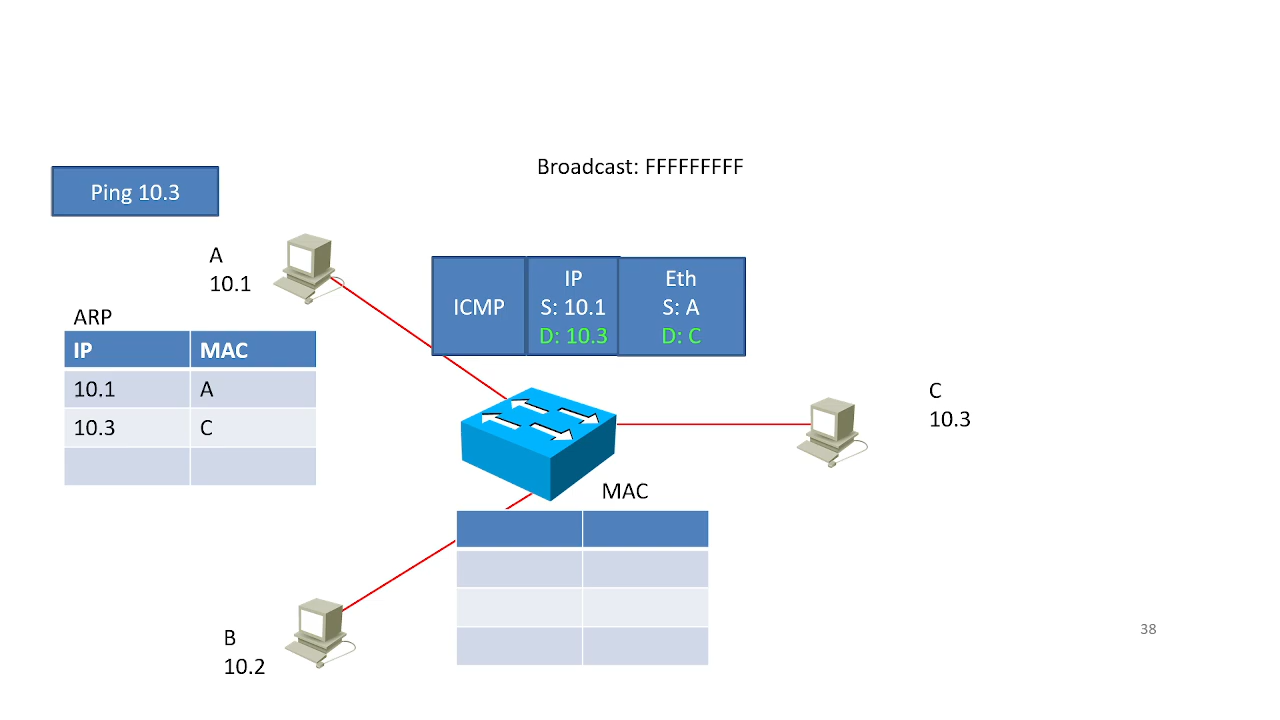 Broadcast: FFFFFFFFF
Ping 10.3
A
10.1
ICMP
IP
S: 10.1
D: 10.3
Eth
S: A
D: C
ARP
IP MAC
10.1 A
10.3 C
C
10.3
MAC
B
10.2
38